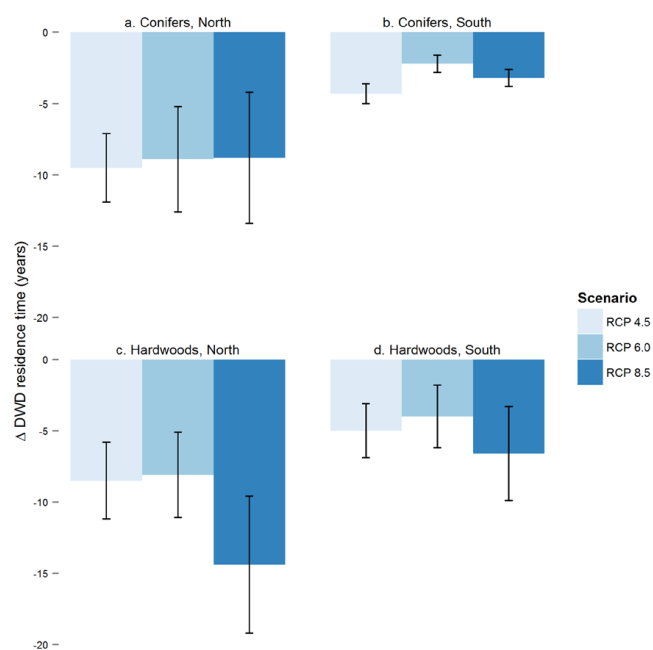 a. Conifers, North
b. Conifers, South
0
-5
-10
-15
-20
Δ DWD residence time (years)
c. Hardwoods, North
d. Hardwoods, South
0
-5
-10
-15
-20
Scenario
RCP 4.5
RCP 6.0
RCP 8.5